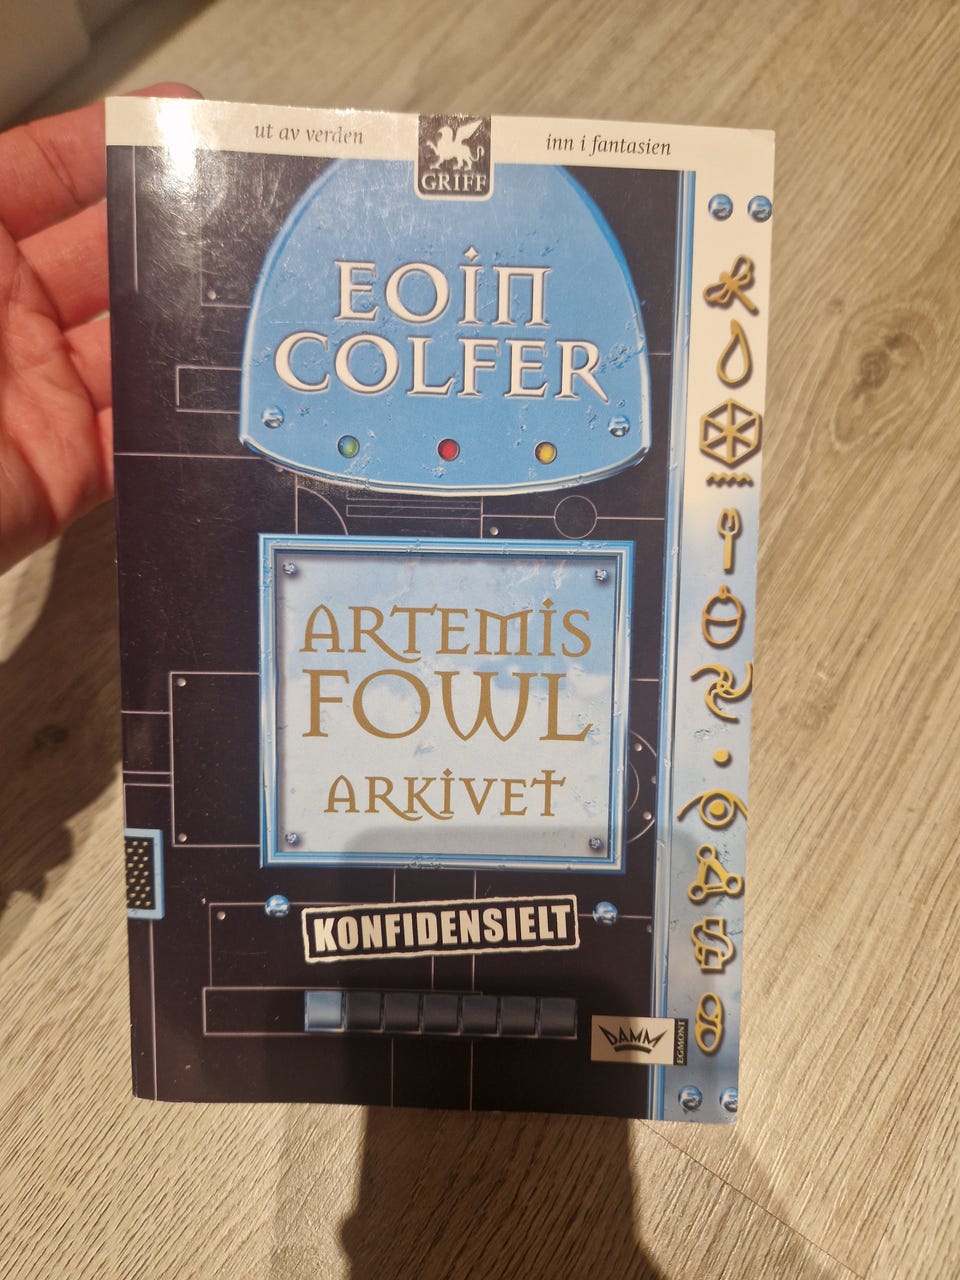 ut av verden
GRIFF
inn i fantasien
EOIN
COLFER
ARTEMIS
FOWL
ARKIVET
KONFIDENSIELT
DAMM
EGMONT